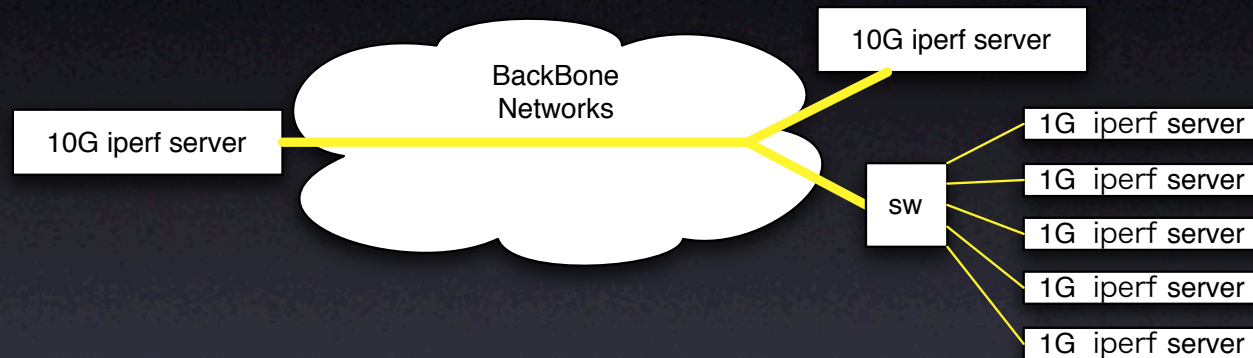 10G iperf server
BackBone
Networks
10G iperf server
sw
1G iperf server
1G iperf server
1G iperf server
1G iperf server
1G iperf server